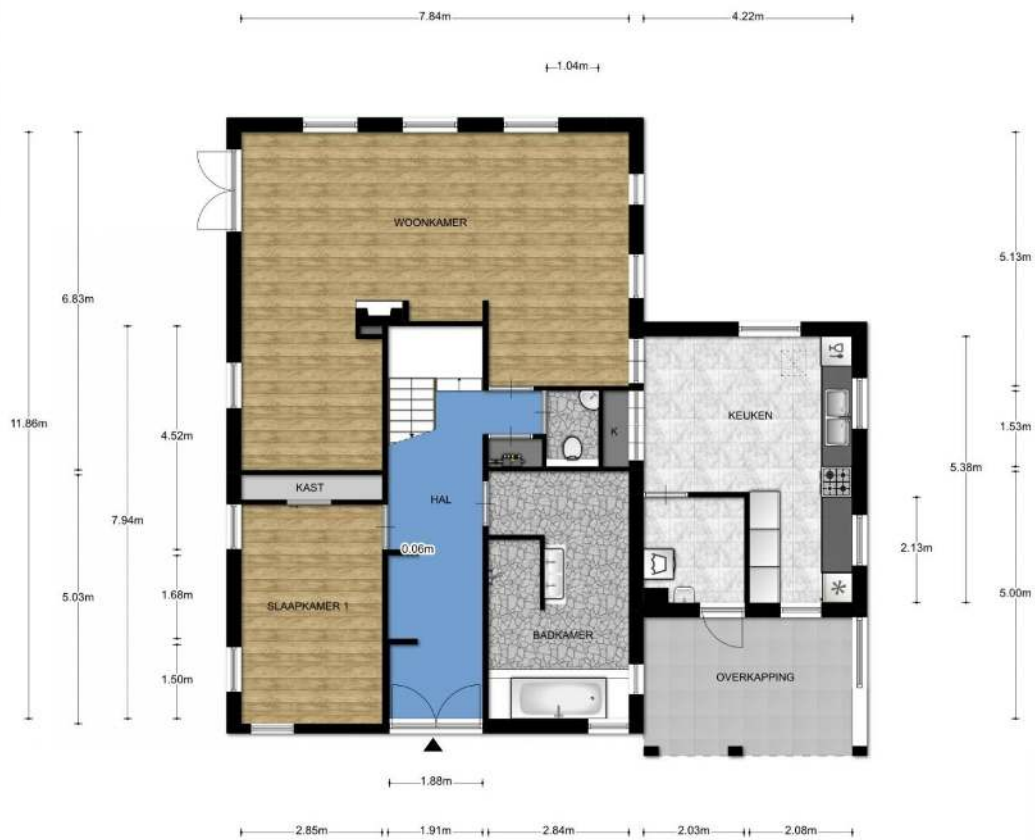 7.84m
4.22m
1.04m
WOONKAMER
5.13m
6.83m
KEUKEN
11.86m
4.52m
1.53m
K
5.38m
KAST
HAL
7.94m
0.06m
2.13m
5.03m
1.68m
SLAAPKAMER 1
5.00m
BADKAMER
1.50m
OVERKAPPING
1.88m
2.85m
1.91m
2.84m
2.03m
2.08m